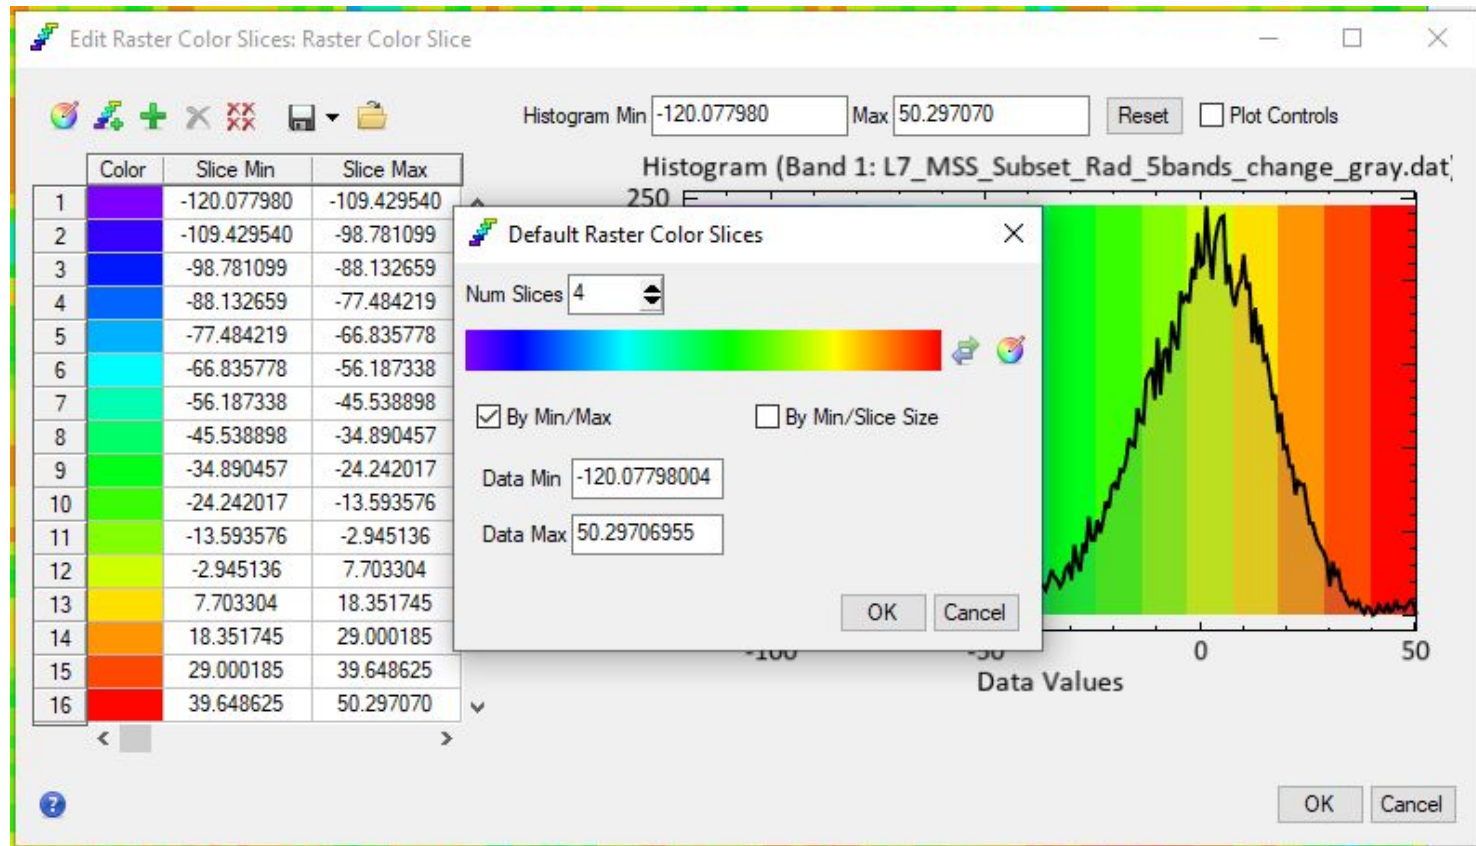 Edit Raster Color Slices: Raster Color Slice
Histogram Min -120.077980 Max 50.297070 Reset Plot Controls
Color Slice Min Slice Max
1 -120.077980 -109.429540
2 -109.429540 -98.781099
3 -98.781099 -88.132659
4 -88.132659 -77.484219
5 -77.484219 -66.835778
6 -66.835778 -56.187338
7 -56.187338 -45.538898
8 -45.538898 -34.890457
9 -34.890457 -24.242017
10 -24.242017 -13.593576
11 -13.593576 -2.945136
12 -2.945136 7.703304
13 7.703304 18.351745
14 18.351745 29.000185
15 29.000185 39.648625
16 39.648625 50.297070
Histogram (Band 1: L7_MSS_Subset_Rad_5bands_change_gray.dat)
250
Default Raster Color Slices
Num Slices 4
By Min/Max By Min/Slice Size
Data Min -120.07798004
Data Max 50.29706955
OK Cancel
-100 -50 0 50
Data Values
?
OK Cancel